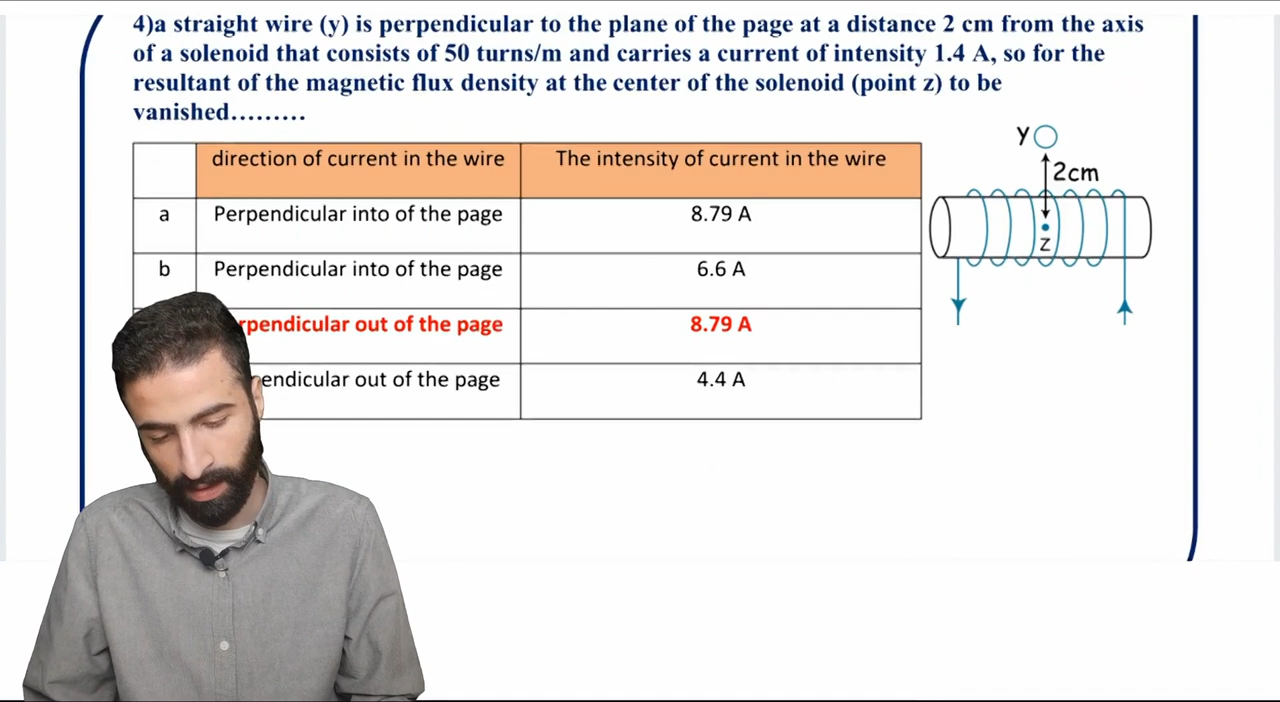 4)a straight wire (y) is perpendicular to the plane of the page at a distance 2 cm from the axis
of a solenoid that consists of 50 turns/m and carries a current of intensity 1.4 A, so for the
resultant of the magnetic flux density at the center of the solenoid (point z) to be
vanished………
direction of current in the wire The intensity of current in the wire
a Perpendicular into of the page 8.79 A
b Perpendicular into of the page 6.6 A
out of the page 8.79 A
out of the page 4.4 A
Y
2cm
z